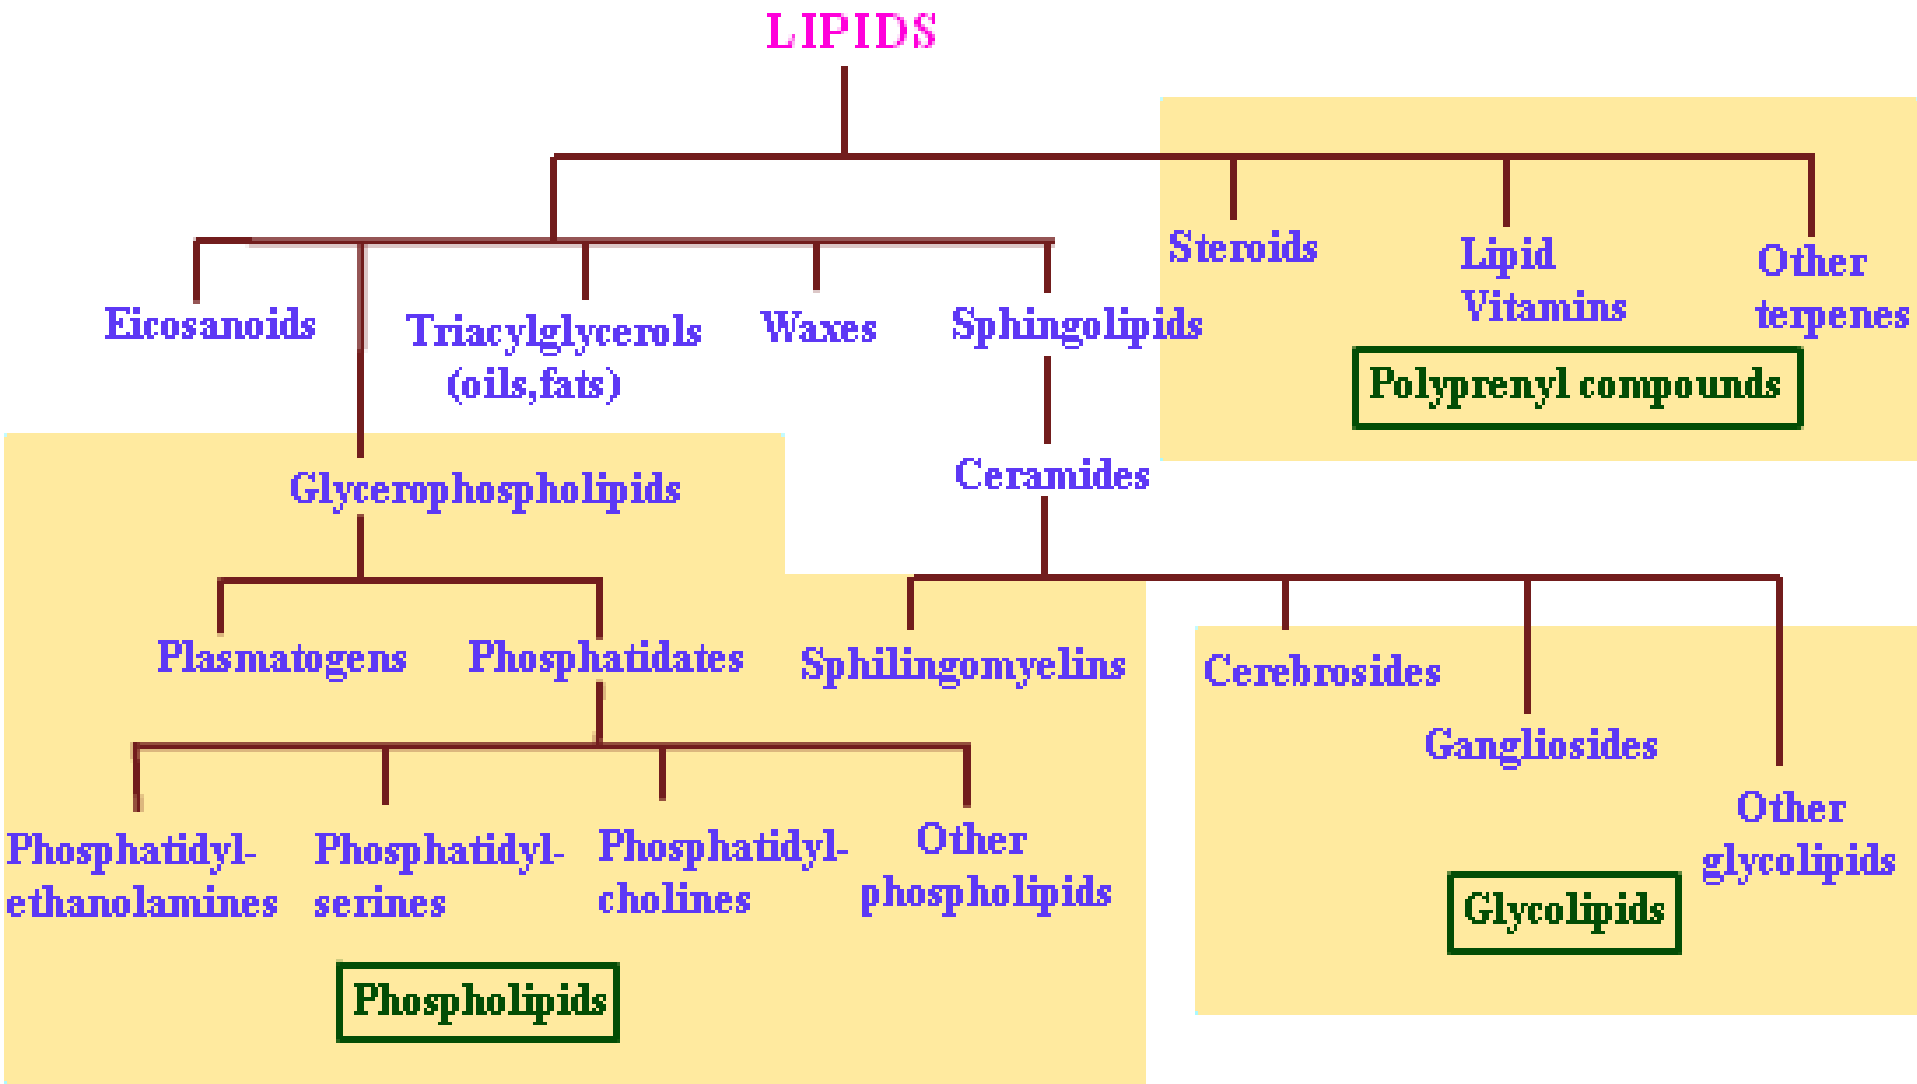 LIPIDS
Steroids
Lipid
Vitamins
Other
terpenes
Polyprenyl compounds
Eicosanoids
Triacylglycerols
(oils,fats)
Waxes
Sphingolipids
Glycerophospholipids
Ceramides
Plasmatogens
Phosphatidates
Sphilingomyelins
Cerebrosides
Gangliosides
Other
glycolipids
Glycolipids
Phosphatidyl-
ethanolamines
Phosphatidyl-
serines
Phosphatidyl-
cholines
Other
phospholipids
Phospholipids